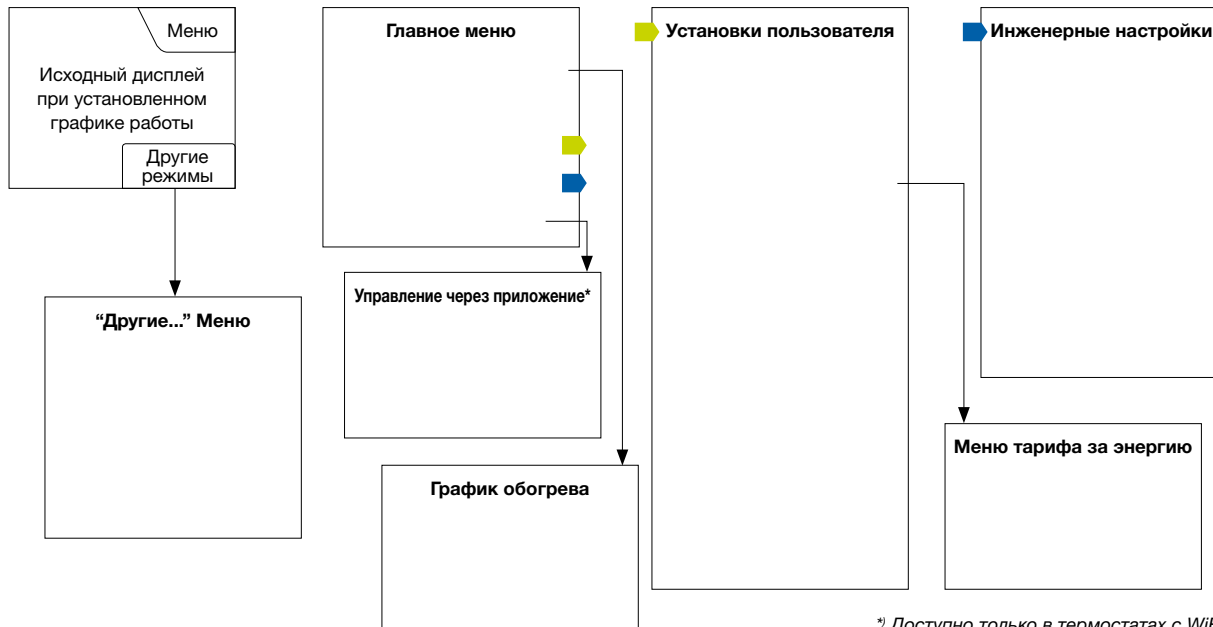 Меню
Исходный дисплей
при установленном
графике работы
Другие
режимы
“Другие...” Меню
Главное меню
Управление через приложение*
График обогрева
Установки пользователя
Инженерные настройки
Меню тарифа за энергию
*) Доступно только в термостатах с